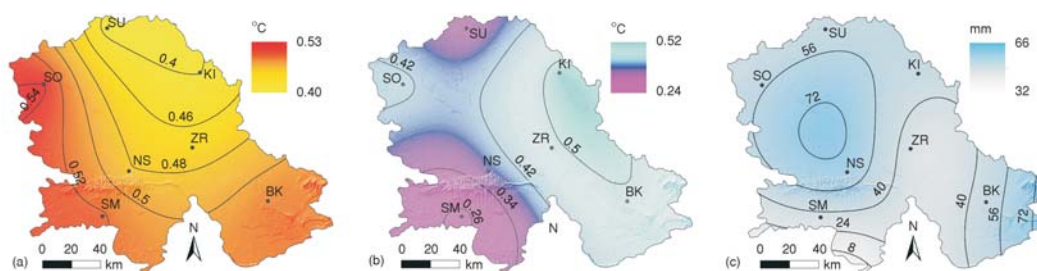 SU
0.4
KI
SO
0.54
0.46
ZR
0.48
NS
0.52
0.5
BK
SM
N
0 20 40
km
(a)
°C
0.53
0.40
SU
0.42
SO
KI
ZR
0.5
NS
0.42
0.34
BK
SM
0.26
N
0 20 40
km
(b)
°C
0.52
0.24
SU
56
SO
KI
72
ZR
NS
40
SM
40
BK
56
72
24
8
N
0 20 40
km
(c)
mm
66
32